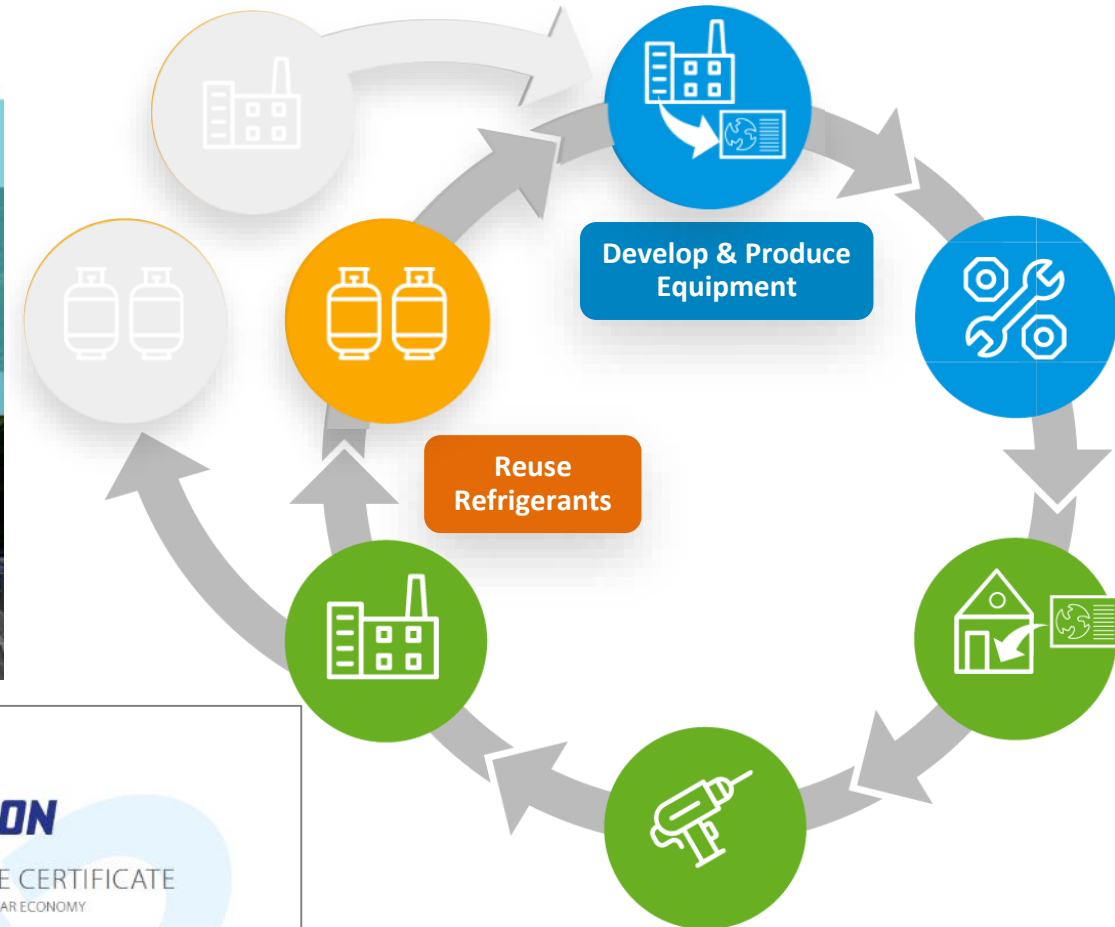 Develop & Produce
Equipment
Reuse
Refrigerants
ON
E CERTIFICATE
AR ECONOMY